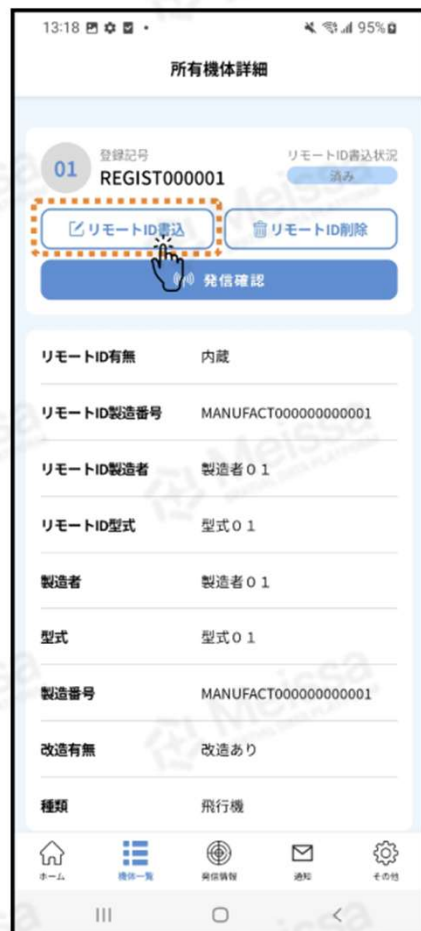 13:18 95%
所有機体詳細
01 登録記号 リモートID書込状況
REGIST000001 済み
リモートID書込 リモートID削除
発信確認
リモートID有無 内蔵
リモートID製造番号 MANUFACT000000000001
リモートID製造者 製造者０１
リモートID型式 型式０１
製造者 製造者０１
型式 型式０１
製造番号 MANUFACT000000000001
改造有無 改造あり
種類 飛行機
ホーム 機体一覧 発信情報 通知 その他
Meissa